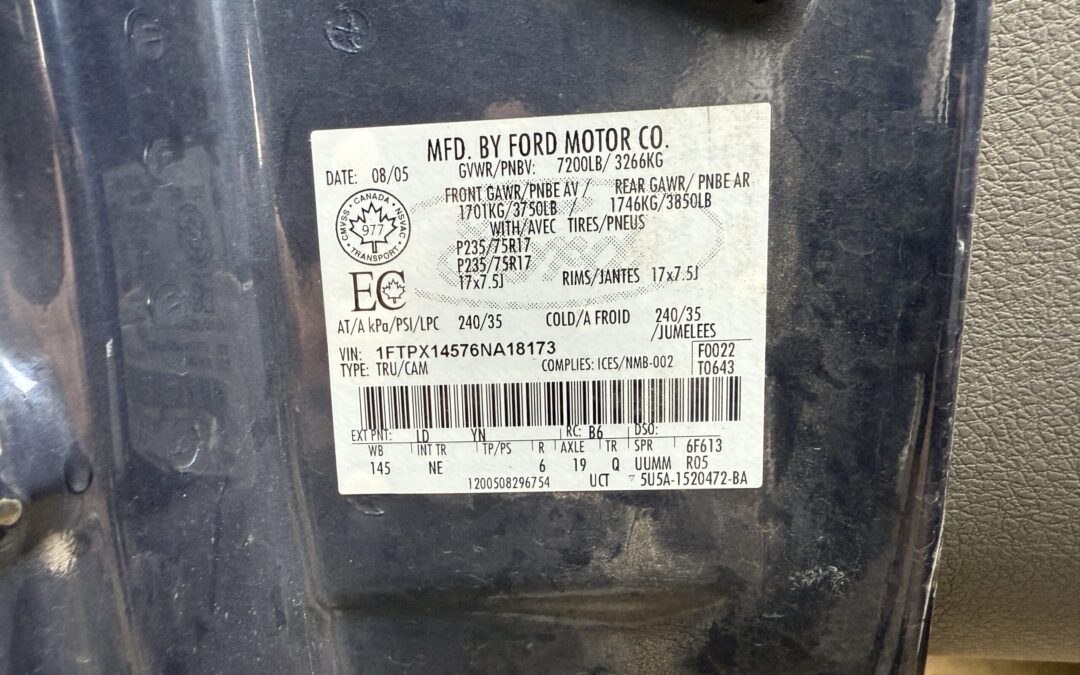 MFD. BY FORD MOTOR CO.
DATE: 08/05 GVWR/PNBV: 7200LB/ 3266KG
FRONT GAWR/PNBE AV / REAR GAWR/ PNBE AR
1701KG/3750LB / 1746KG/3850LB
WITH/AVEC TIRES/PNEUS
CANADA
CMVSS NSVAC
977
TRANSPORT
P235/75R17
P235/75R17
17x7.5J RIMS/JANTES 17x7.5J
EC
AT/A kPa/PSI/LPC 240/35 COLD/A FROID 240/35
/JUMELEES
VIN: 1FTPX14576NA18173 F0022
TYPE: TRU/CAM COMPLIES: ICES/NMB-002 T0643
EXT PNT: LD YN RC: B6 DSO:
WB INT TR TP/PS R AXLE TR SPR 6F613
145 NE 6 19 Q UUMM R05
1200508296754 UCT ▽ 5U5A-1520472-BA